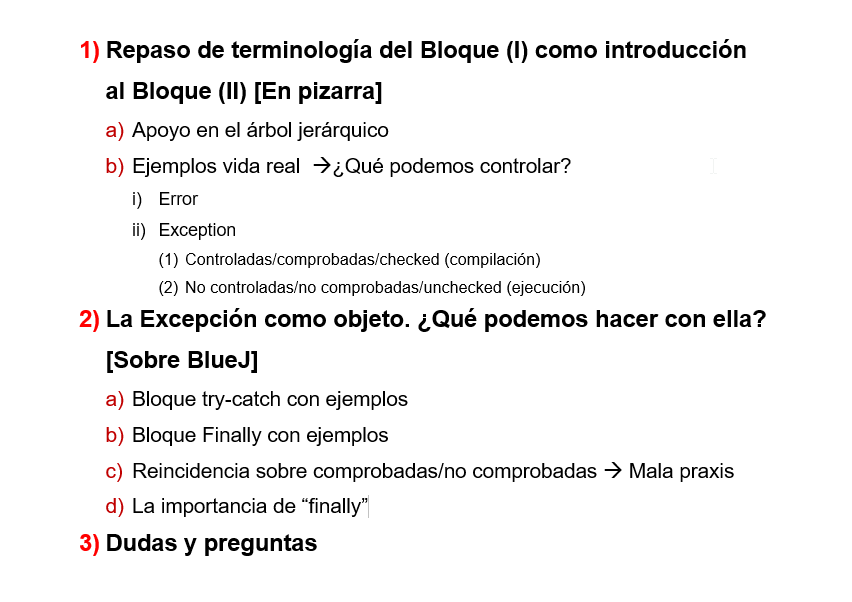 1) Repaso de terminología del Bloque (I) como introducción
al Bloque (II) [En pizarra]
a) Apoyo en el árbol jerárquico
b) Ejemplos vida real →¿Qué podemos controlar?
i) Error
ii) Exception
(1) Controladas/comprobadas/checked (compilación)
(2) No controladas/no comprobadas/unchecked (ejecución)
2) La Excepción como objeto. ¿Qué podemos hacer con ella?
[Sobre BlueJ]
a) Bloque try-catch con ejemplos
b) Bloque Finally con ejemplos
c) Reincidencia sobre comprobadas/no comprobadas → Mala praxis
d) La importancia de “finally”
3) Dudas y preguntas